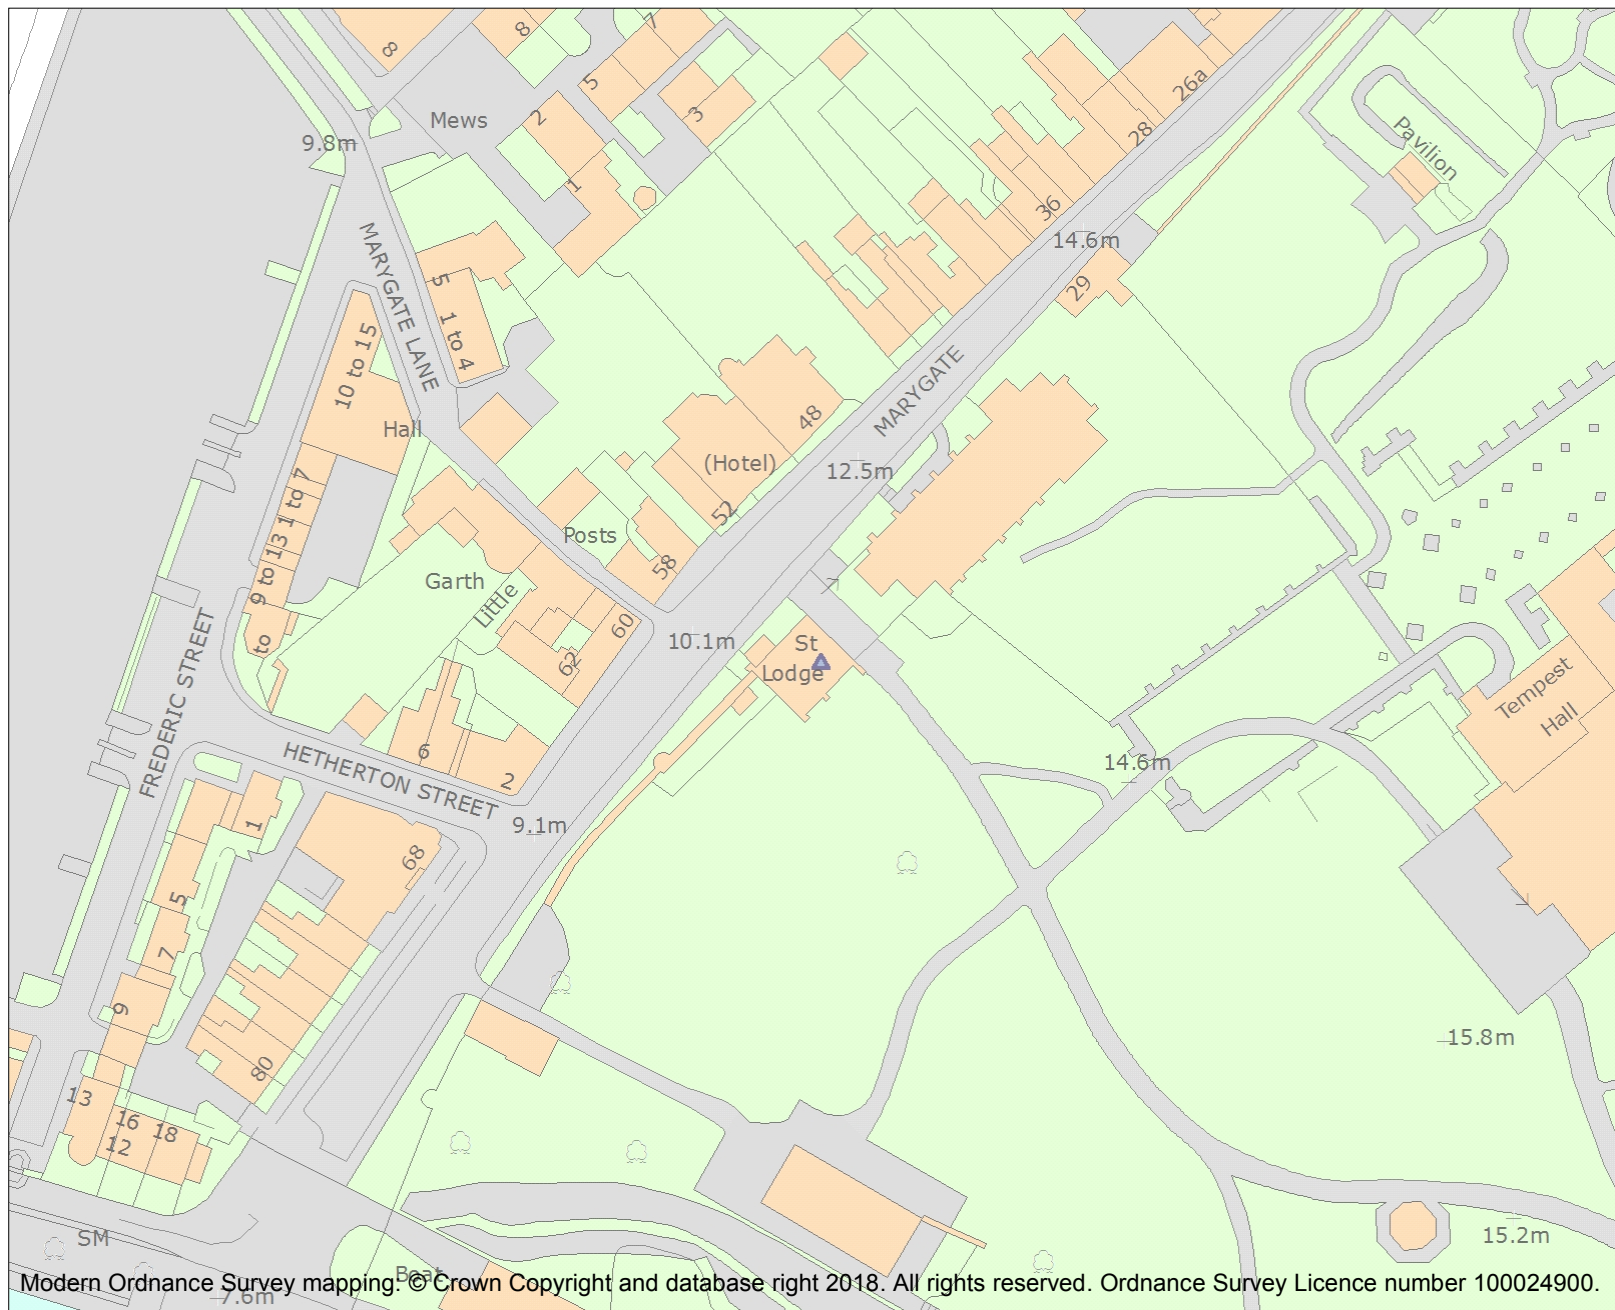 8
8
7
5
2
3
Mews
1
9.8m
26a
28
Pavilion
36
14.6m
29
MARYGATE LANE
5
1 to 4
10 to 15
Hall
MARYGATE
48
(Hotel)
12.5m
52
1 to 7
Posts
58
9 to 13
Garth
Little
60
62
10.1m
St
Lodge
to
FREDERIC STREET
HETHERTON STREET
6
2
9.1m
14.6m
Tempest
Hall
1
68
5
7
9
80
13
16
18
12
15.8m
15.2m
SM
Boat
7.6m
Modern Ordnance Survey mapping: © Crown Copyright and database right 2018. All rights reserved. Ordnance Survey Licence number 100024900.